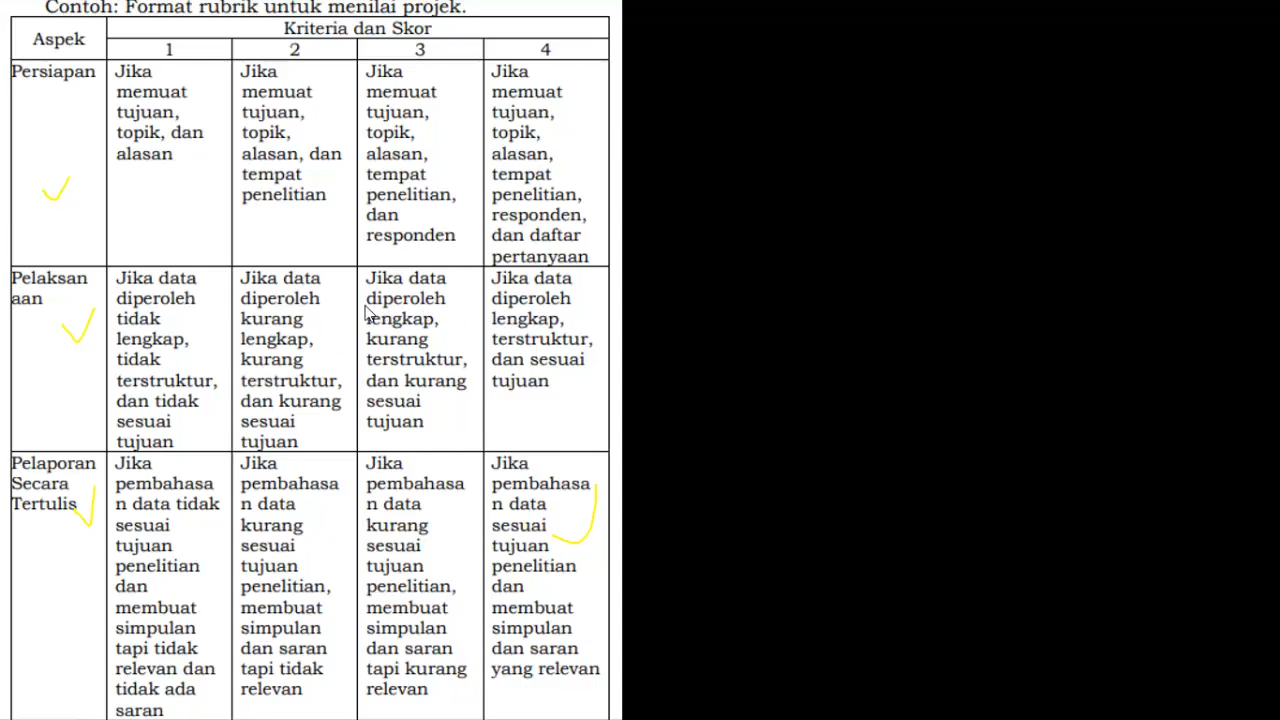 Contoh: Format rubrik untuk menilai projek.
Aspek
Kriteria dan Skor
1
2
3
4
Persiapan
Jika
memuat
tujuan,
topik, dan
alasan
Jika
memuat
tujuan,
topik,
alasan, dan
tempat
penelitian
Jika
memuat
tujuan,
topik,
alasan,
tempat
penelitian,
dan
responden
Jika
memuat
tujuan,
topik,
alasan,
tempat
penelitian,
responden,
dan daftar
pertanyaan
Pelaksan
aan
Jika data
diperoleh
tidak
lengkap,
tidak
terstruktur,
dan tidak
sesuai
tujuan
Jika data
diperoleh
kurang
lengkap,
kurang
terstruktur,
dan kurang
sesuai
tujuan
Jika data
diperoleh
lengkap,
kurang
terstruktur,
dan kurang
sesuai
tujuan
Jika data
diperoleh
lengkap,
terstruktur,
dan sesuai
tujuan
Pelaporan
Secara
Tertulis
Jika
pembahasa
n data tidak
sesuai
tujuan
penelitian
dan
membuat
simpulan
tapi tidak
relevan dan
tidak ada
saran
Jika
pembahasa
n data
kurang
sesuai
tujuan
penelitian,
membuat
simpulan
dan saran
tapi tidak
relevan
Jika
pembahasa
n data
kurang
sesuai
tujuan
penelitian,
membuat
simpulan
dan saran
tapi kurang
relevan
Jika
pembahasa
n data
sesuai
tujuan
penelitian
dan
membuat
simpulan
dan saran
yang relevan